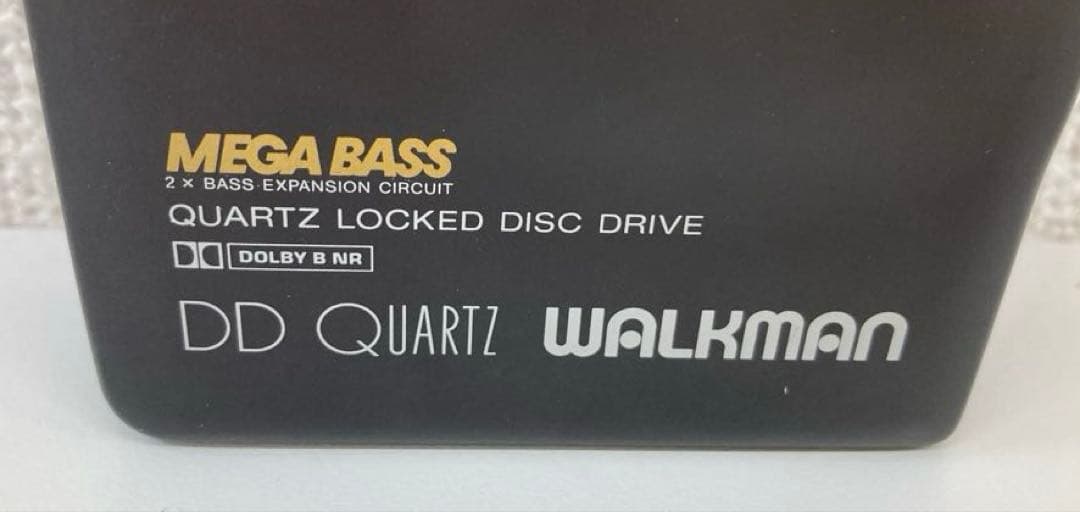 MEGA BASS
2 × BASS EXPANSION CIRCUIT
QUARTZ LOCKED DISC DRIVE
DOLBY B NR
DD QUARTZ WALKMAN